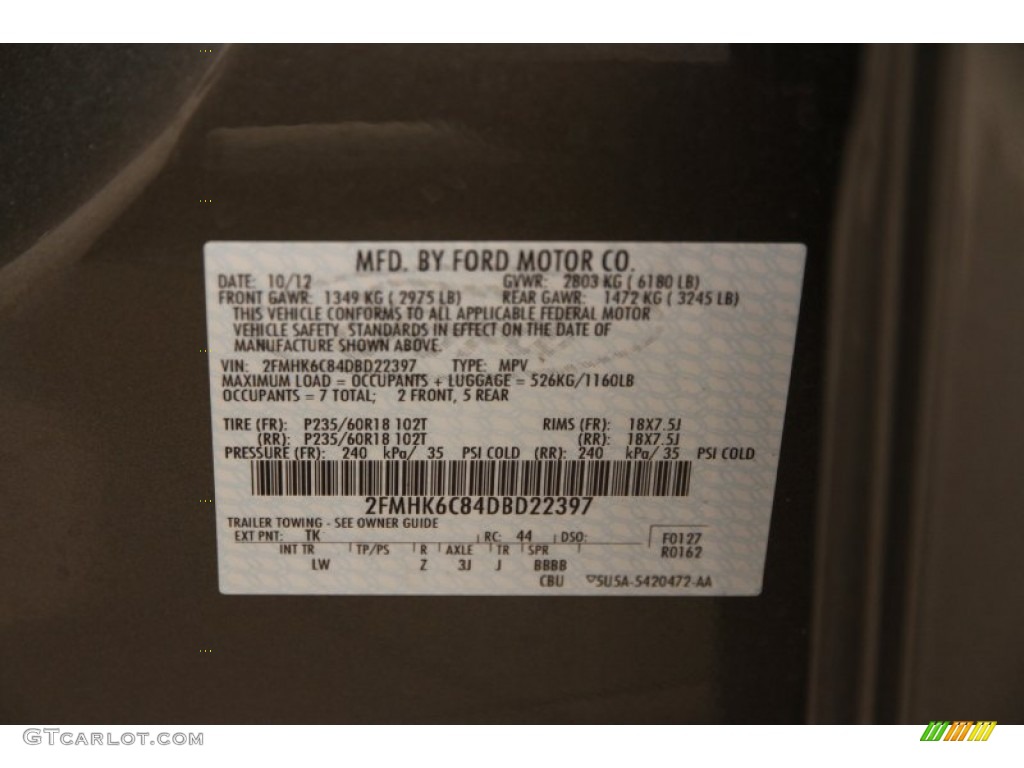 MFD. BY FORD MOTOR CO.
DATE: 10/12 GVWR: 2803 KG ( 6180 LB)
FRONT GAWR: 1349 KG ( 2975 LB) REAR GAWR: 1472 KG ( 3245 LB)
THIS VEHICLE CONFORMS TO ALL APPLICABLE FEDERAL MOTOR
VEHICLE SAFETY STANDARDS IN EFFECT ON THE DATE OF
MANUFACTURE SHOWN ABOVE.
VIN: 2FMHK6C84DBD22397 TYPE: MPV
MAXIMUM LOAD = OCCUPANTS + LUGGAGE = 526KG/1160LB
OCCUPANTS = 7 TOTAL; 2 FRONT, 5 REAR
TIRE (FR): P235/60R18 102T RIMS (FR): 18X7.5J
(RR): P235/60R18 102T (RR): 18X7.5J
PRESSURE (FR): 240 kPa/ 35 PSI COLD (RR): 240 kPa/ 35 PSI COLD
2FMHK6C84DBD22397
TRAILER TOWING - SEE OWNER GUIDE
EXT PNT: TK RC: 44 DSO: F0127
INT TR TP/PS R AXLE TR SPR R0162
LW Z 3J J BBBB
CBU 5U5A-5420472-AA
GTCARLOT.COM